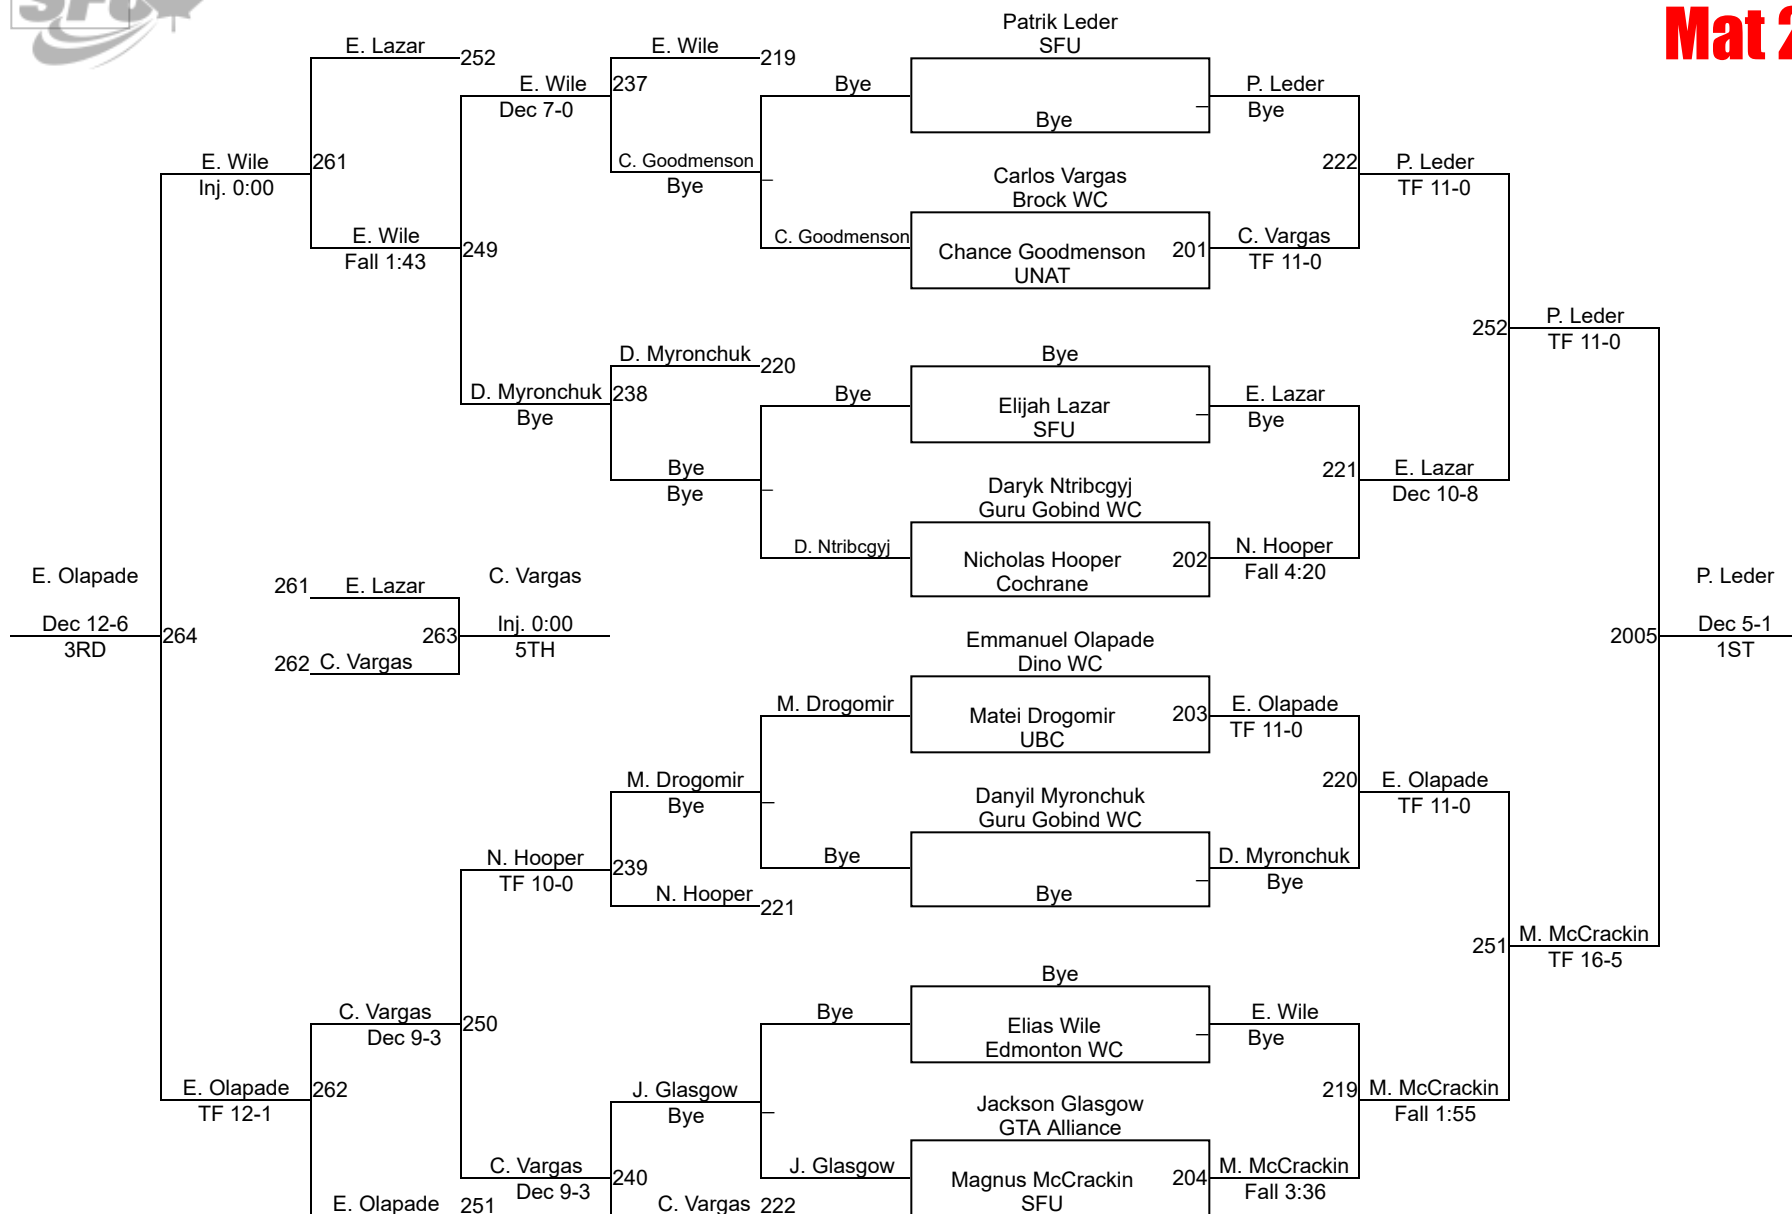 SFU
Mat 2
Patrik Leder
SFU
E. Lazar
252
E. Wile
219
E. Wile
237
Dec 7-0
Bye
Bye
P. Leder
Bye
E. Wile
261
Inj. 0:00
C. Goodmenson
Bye
Carlos Vargas
Brock WC
222
P. Leder
TF 11-0
E. Wile
249
Fall 1:43
C. Goodmenson
Chance Goodmenson
UNAT
201
C. Vargas
TF 11-0
252
P. Leder
TF 11-0
D. Myronchuk
220
Bye
D. Myronchuk
238
Bye
Bye
Elijah Lazar
SFU
E. Lazar
Bye
Bye
Bye
Daryk Ntribcgyj
Guru Gobind WC
221
E. Lazar
Dec 10-8
D. Ntribcgyj
Nicholas Hooper
Cochrane
202
N. Hooper
Fall 4:20
E. Olapade
Dec 12-6
3RD
264
261
E. Lazar
262
C. Vargas
263
C. Vargas
Inj. 0:00
5TH
P. Leder
2005
Dec 5-1
1ST
Emmanuel Olapade
Dino WC
M. Drogomir
Matei Drogomir
UBC
203
E. Olapade
TF 11-0
M. Drogomir
Bye
Danyil Myronchuk
Guru Gobind WC
220
E. Olapade
TF 11-0
N. Hooper
239
TF 10-0
Bye
D. Myronchuk
Bye
Bye
N. Hooper
221
251
M. McCrackin
TF 16-5
Bye
C. Vargas
250
Dec 9-3
Bye
Elias Wile
Edmonton WC
E. Wile
Bye
E. Olapade
262
TF 12-1
J. Glasgow
Bye
Jackson Glasgow
GTA Alliance
219
M. McCrackin
Fall 1:55
C. Vargas
240
Dec 9-3
J. Glasgow
Magnus McCrackin
SFU
204
M. McCrackin
Fall 3:36
E. Olapade
251
C. Vargas
222